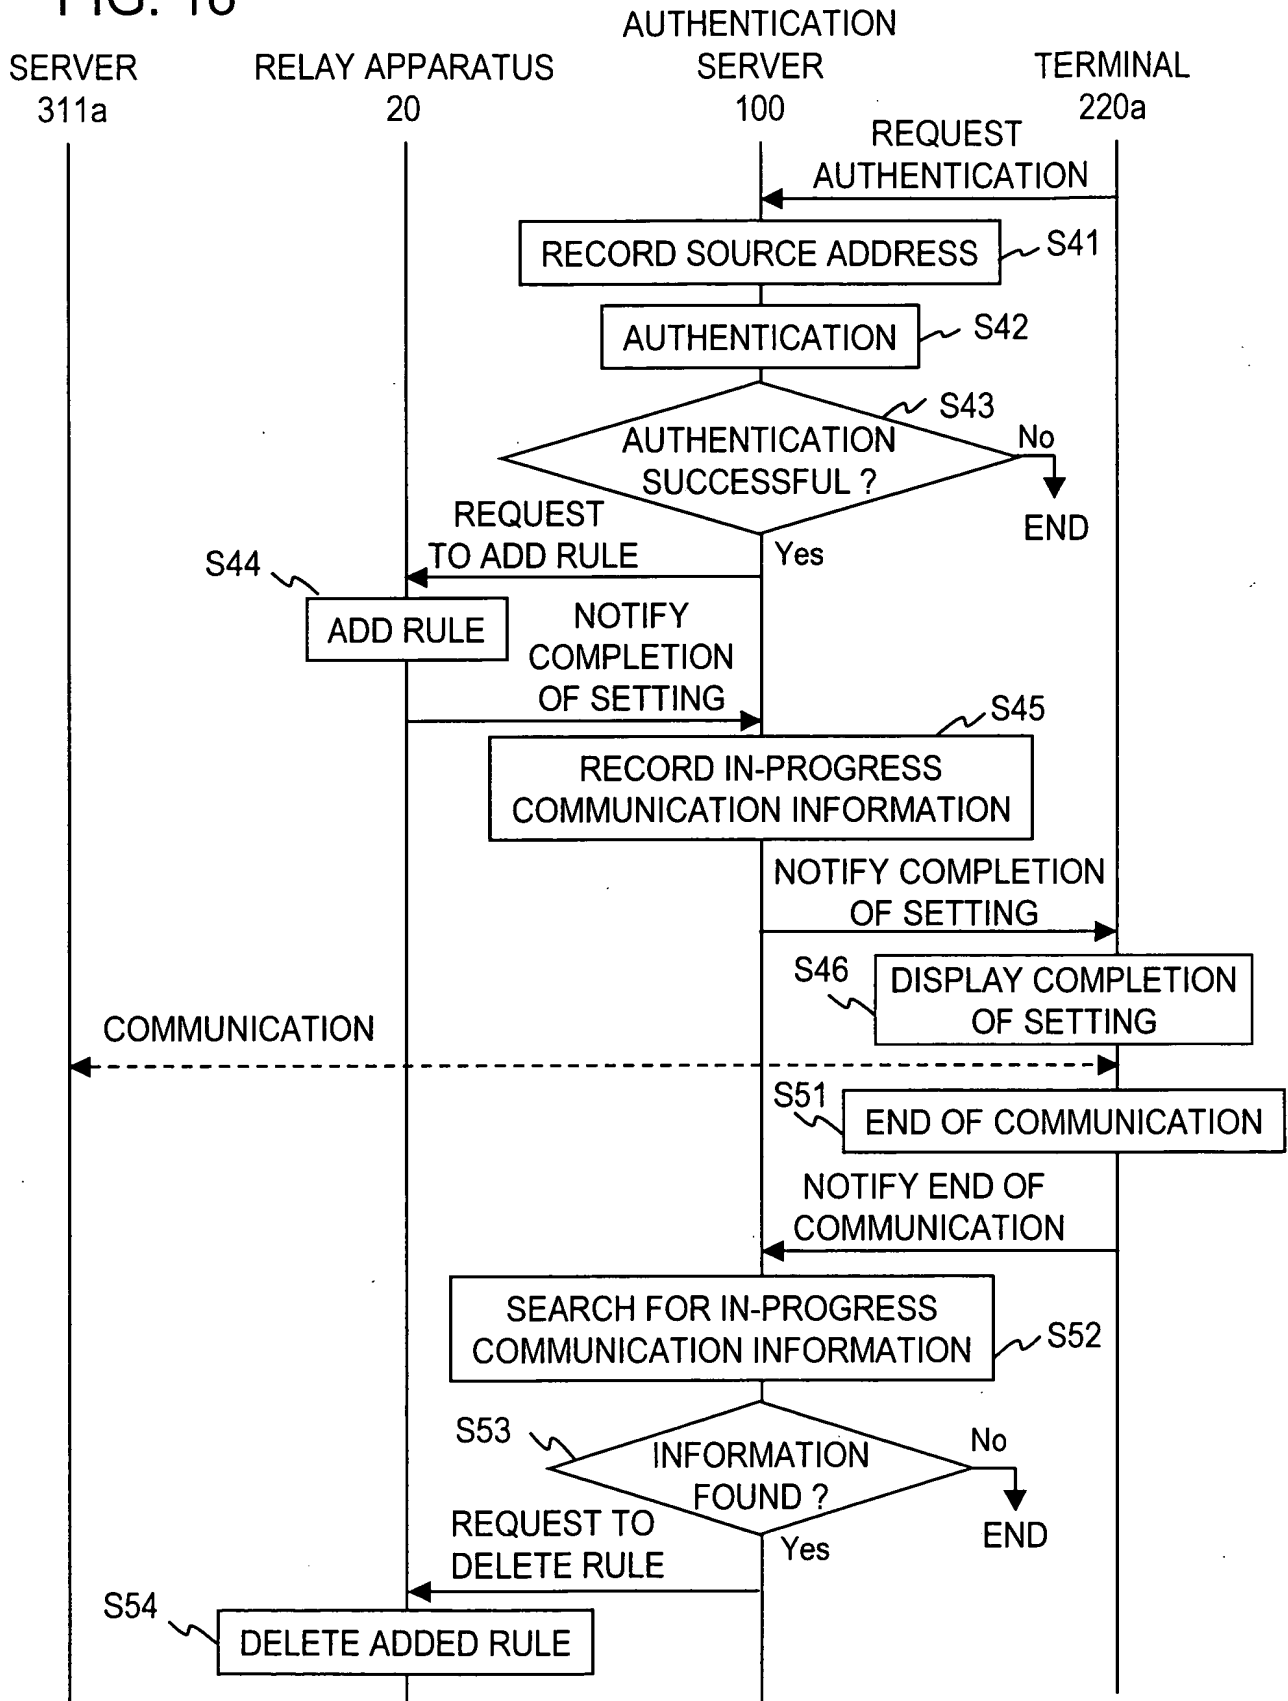 AUTHENTICATION
SERVER
311a
RELAY APPARATUS
20
SERVER
100
TERMINAL
220a
REQUEST
AUTHENTICATION
RECORD SOURCE ADDRESS
S41
AUTHENTICATION
S42
S43
AUTHENTICATION
SUCCESSFUL ?
No
END
Yes
REQUEST
TO ADD RULE
S44
ADD RULE
NOTIFY
COMPLETION
OF SETTING
S45
RECORD IN-PROGRESS
COMMUNICATION INFORMATION
NOTIFY COMPLETION
OF SETTING
S46
DISPLAY COMPLETION
OF SETTING
COMMUNICATION
S51
END OF COMMUNICATION
NOTIFY END OF
COMMUNICATION
SEARCH FOR IN-PROGRESS
COMMUNICATION INFORMATION
S52
S53
INFORMATION
FOUND ?
No
END
Yes
REQUEST TO
DELETE RULE
S54
DELETE ADDED RULE